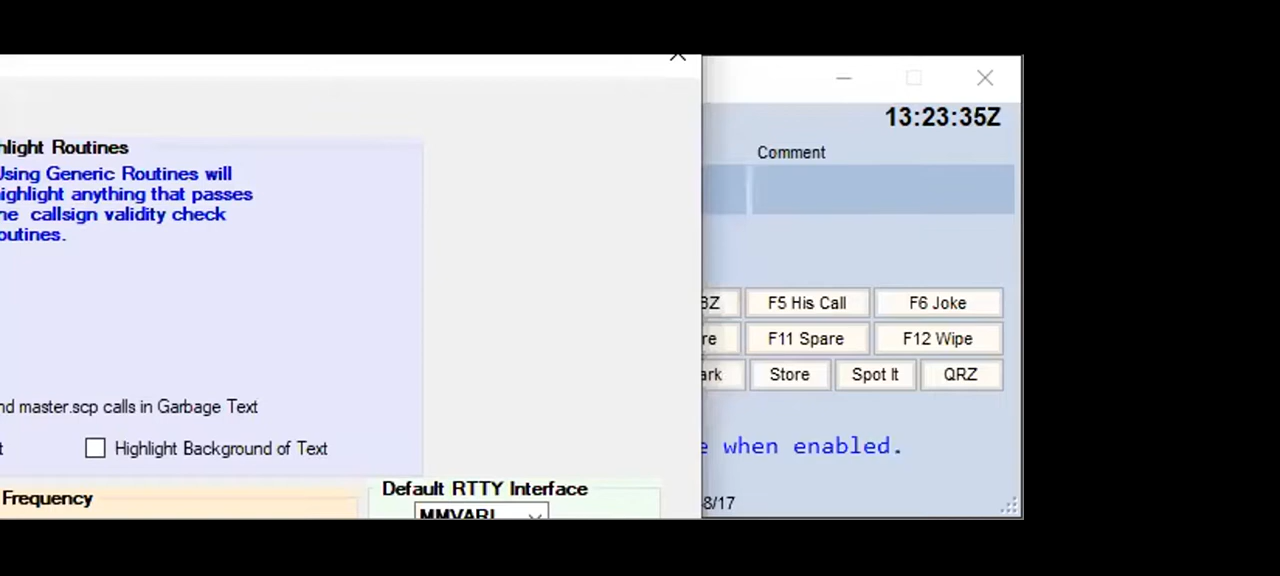 13:23:35Z
Comment
hlight Routines
Using Generic Routines will
ighlight anything that passes
he callsign validity check
outines.
BZ F5 His Call F6 Joke
re F11 Spare F12 Wipe
ark Store Spot It QRZ
nd master.scp calls in Garbage Text
t Highlight Background of Text
e when enabled.
Frequency
Default RTTY Interface
MMVARI
8/17